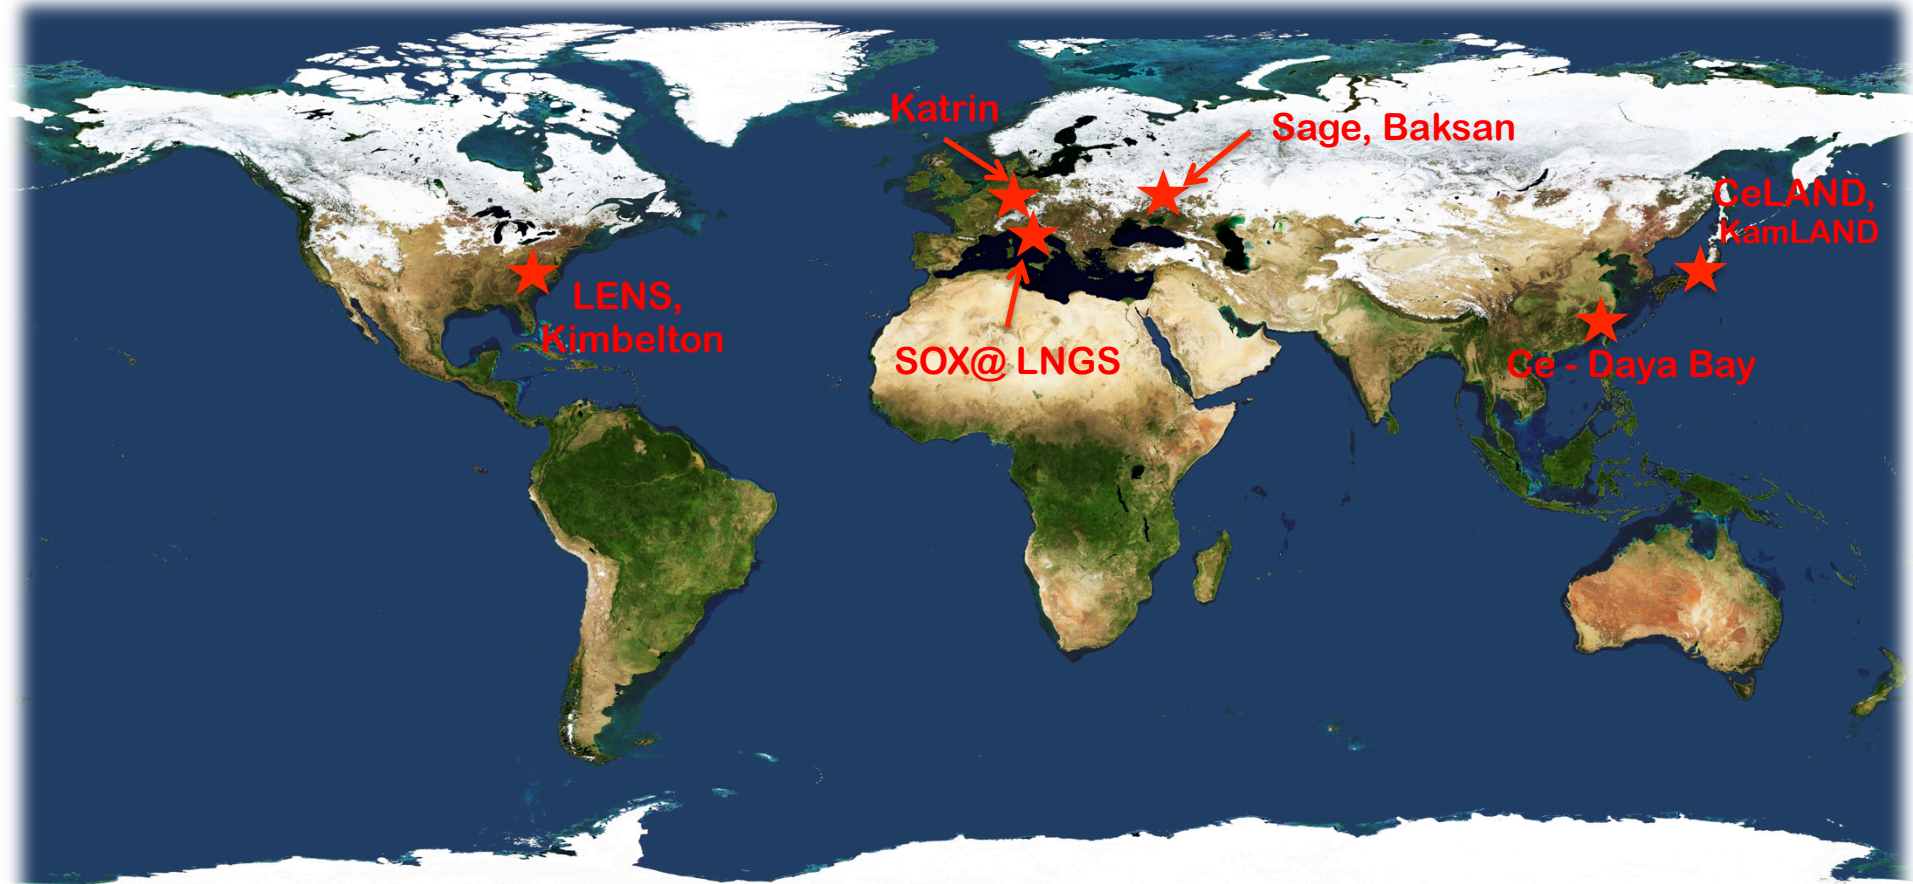 Katrin
Sage, Baksan
CeLAND,
KamLAND
LENS,
Kimbelton
SOX@ LNGS
Ce - Daya Bay